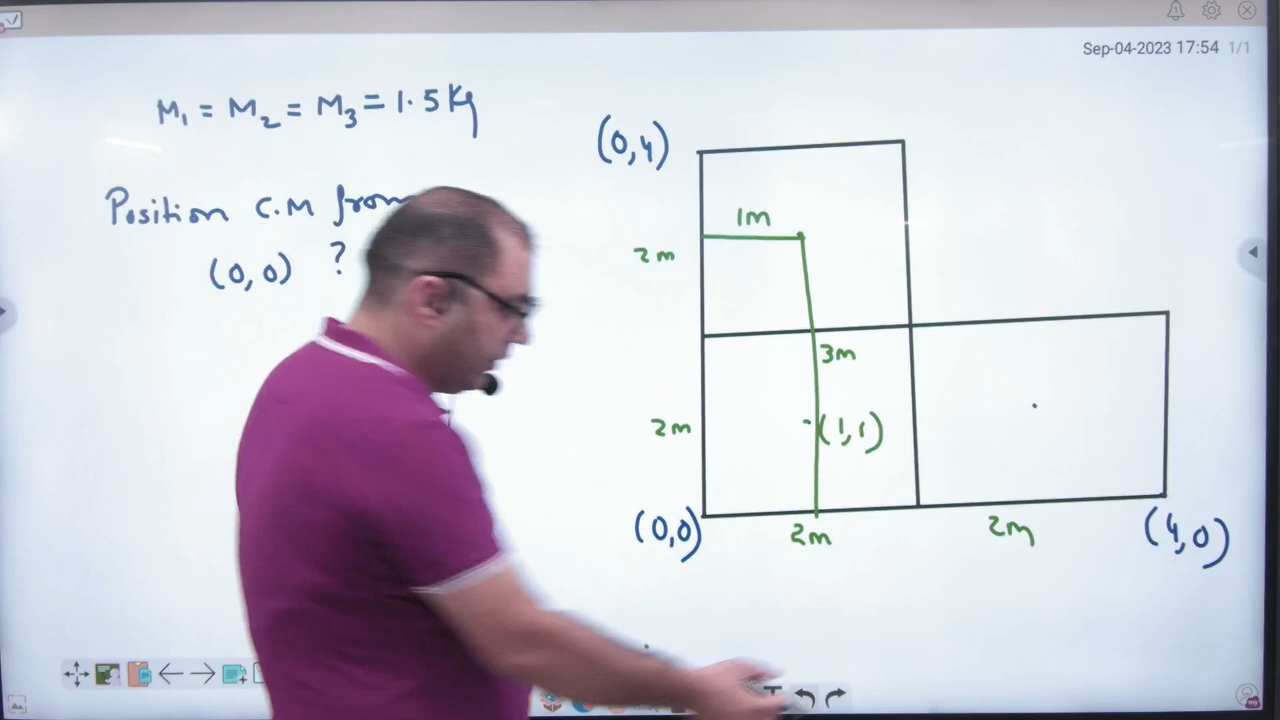 Sep-04-2023 17:54 1/1
M₁ = M₂ = M₃ = 1.5 Kg
Position C.M from
(0,0) ?
(0,4)
1m
2m
3m
2m
(1,1)
(0,0)
2m
2m
(4,0)